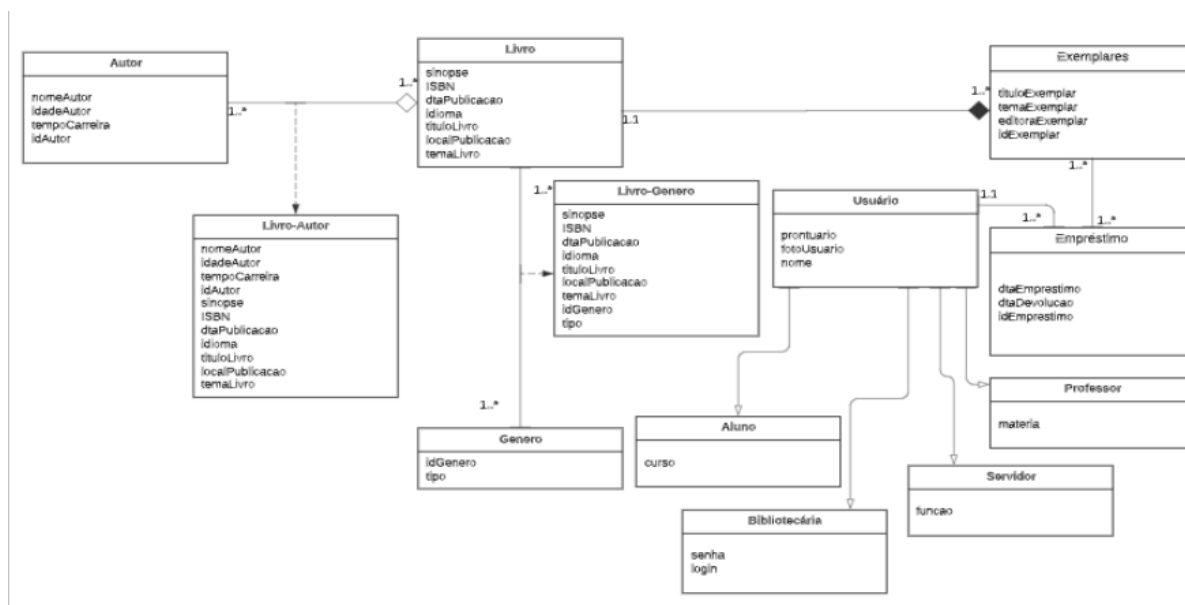 Autor
nomeAutor
idadeAutor
tempoCarreira
idAutor
1..*
1..*
Livro
sinopse
ISBN
dtaPublicacao
idioma
tituloLivro
localPublicacao
temaLivro
1.1
1..*
Exemplares
tituloExemplar
temaExemplar
editoraExemplar
idExemplar
1..*
1..*
Livro-Autor
nomeAutor
idadeAutor
tempoCarreira
idAutor
sinopse
ISBN
dtaPublicacao
idioma
tituloLivro
localPublicacao
temaLivro
1..*
Livro-Genero
sinopse
ISBN
dtaPublicacao
idioma
tituloLivro
localPublicacao
temaLivro
idGenero
tipo
Usuário
prontuario
fotoUsuario
nome
1.1
1..*
Empréstimo
dtaEmprestimo
dtaDevolucao
idEmprestimo
1..*
Genero
idGenero
tipo
Aluno
curso
Bibliotecária
senha
login
Servidor
funcao
Professor
materia